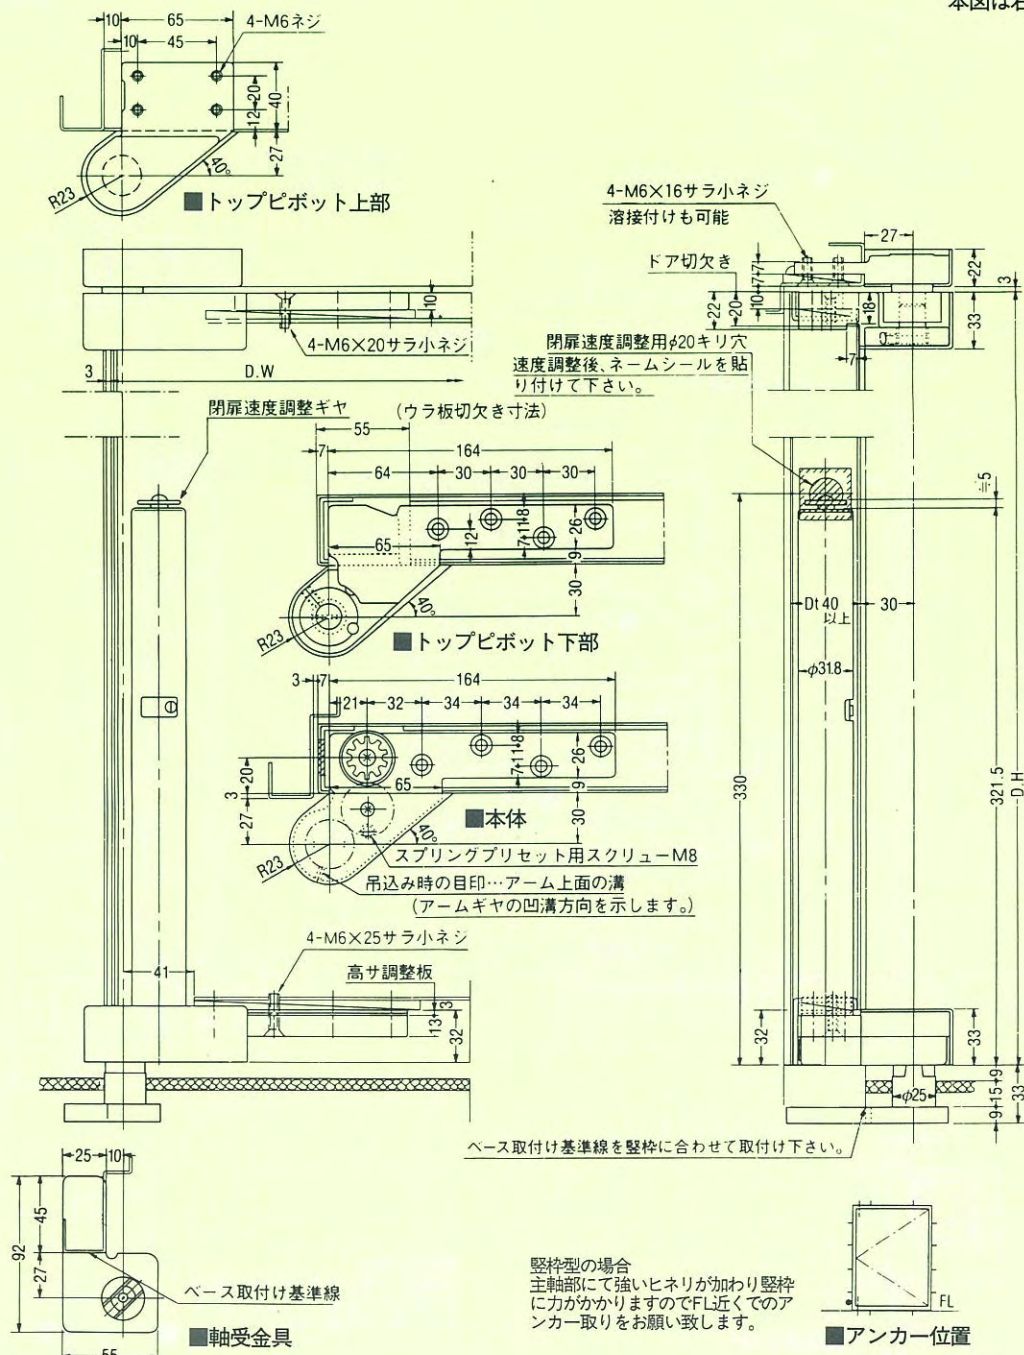 本図は右
10
65
4-M6ネジ
10
45
20
12
40
27
40°
R23
■トップピボット上部
4-M6×16サラ小ネジ
溶接付けも可能
ドア切欠き
27
22
3
7
7
10
22
20
18
33
7
10
4-M6×20サラ小ネジ
閉扉速度調整用φ20キリ穴
速度調整後、ネームシールを貼
り付けて下さい。
3
D.W
閉扉速度調整ギヤ
(ウラ板切欠き寸法)
55
7
164
64
30
30
30
≒5
12
7
11
8
26
65
9
30
40°
R23
■トップピボット下部
Dt 40
以上
30
φ31.8
3
7
164
21
32
34
34
34
20
3
27
65
7
11
8
26
9
30
40°
R23
■本体
スプリングプリセット用スクリューM8
吊込み時の目印…アーム上面の溝
(アームギヤの凹溝方向を示します。)
330
321.5
D.H
4-M6×25サラ小ネジ
41
高サ調整板
3
13
32
32
33
φ25
9
15
9
33
ベース取付け基準線を竪枠に合わせて取付け下さい。
25
10
92
45
27
ベース取付け基準線
55
■軸受金具
竪枠型の場合
主軸部にて強いヒネリが加わり竪枠
に力がかかりますのでFL近くでのア
ンカー取りをお願い致します。
FL
■アンカー位置